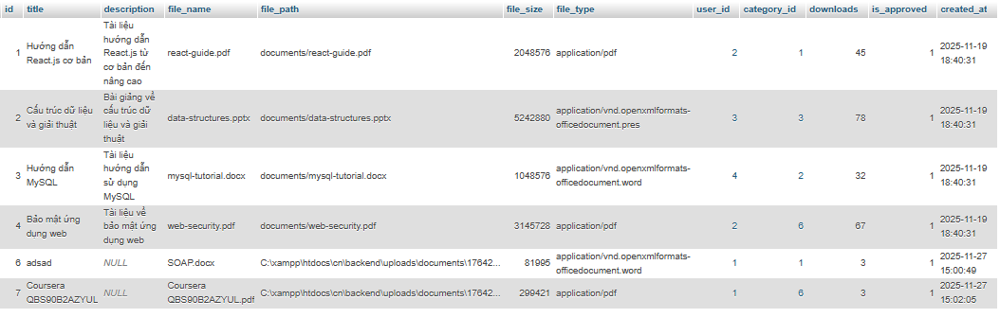 id title description file_name file_path file_size file_type user_id category_id downloads is_approved created_at
1 Hướng dẫn React.js cơ bản Tài liệu hướng dẫn React.js từ cơ bản đến nâng cao react-guide.pdf documents/react-guide.pdf 2048576 application/pdf 2 1 45 1 2025-11-19 18:40:31
2 Cấu trúc dữ liệu và giải thuật Bài giảng về cấu trúc dữ liệu và giải thuật data-structures.pptx documents/data-structures.pptx 5242880 application/vnd.openxmlformats-officedocument.pres 3 3 78 1 2025-11-19 18:40:31
3 Hướng dẫn MySQL Tài liệu hướng dẫn sử dụng MySQL mysql-tutorial.docx documents/mysql-tutorial.docx 1048576 application/vnd.openxmlformats-officedocument.word 4 2 32 1 2025-11-19 18:40:31
4 Bảo mật ứng dụng web Tài liệu về bảo mật ứng dụng web web-security.pdf documents/web-security.pdf 3145728 application/pdf 2 6 67 1 2025-11-19 18:40:31
6 adsad NULL SOAP.docx C:\xampp\htdocs\cn\backend\uploads\documents\17642... 81995 application/vnd.openxmlformats-officedocument.word 1 1 3 1 2025-11-27 15:00:49
7 Coursera QBS90B2AZYUL NULL Coursera QBS90B2AZYUL.pdf C:\xampp\htdocs\cn\backend\uploads\documents\17642... 299421 application/pdf 1 6 3 1 2025-11-27 15:02:05